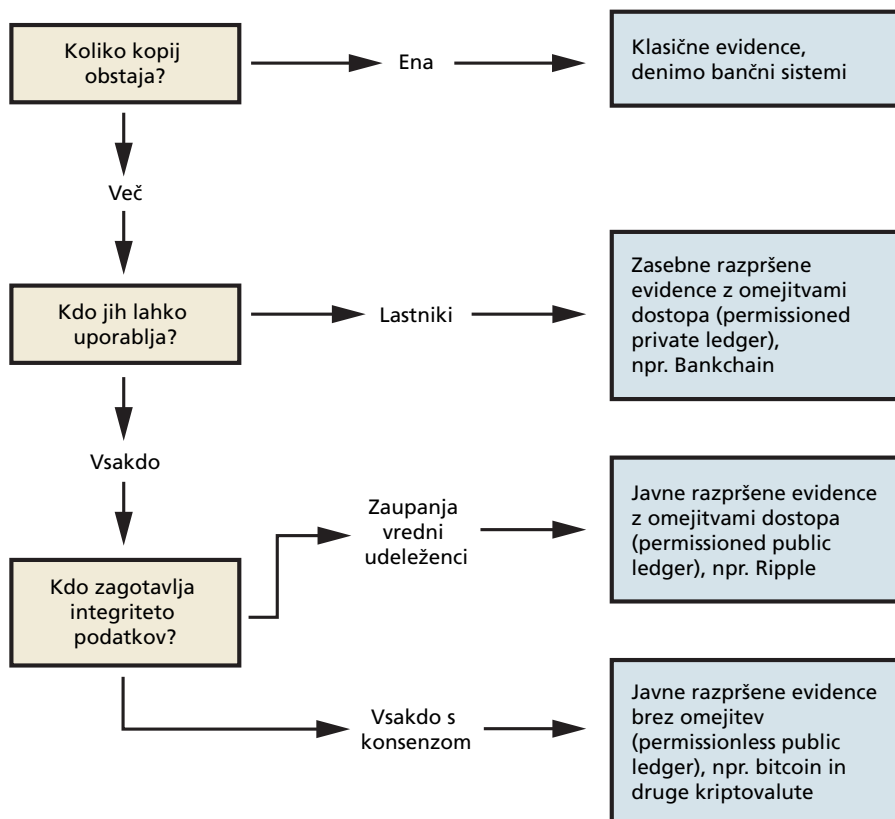 Koliko kopij
obstaja?
Ena
Klasične evidence,
denimo bančni sistemi
Več
Kdo jih lahko
uporablja?
Lastniki
Zasebne razpršene
evidence z omejitvami
dostopa (permissioned
private ledger),
npr. Bankchain
Vsakdo
Kdo zagotavlja
integriteto
podatkov?
Zaupanja
vredni
udeleženci
Javne razpršene evidence
z omejitvami dostopa
(permissioned public
ledger), npr. Ripple
Vsakdo s
konsenzom
Javne razpršene evidence
brez omejitev
(permissionless public
ledger), npr. bitcoin in
druge kriptovalute